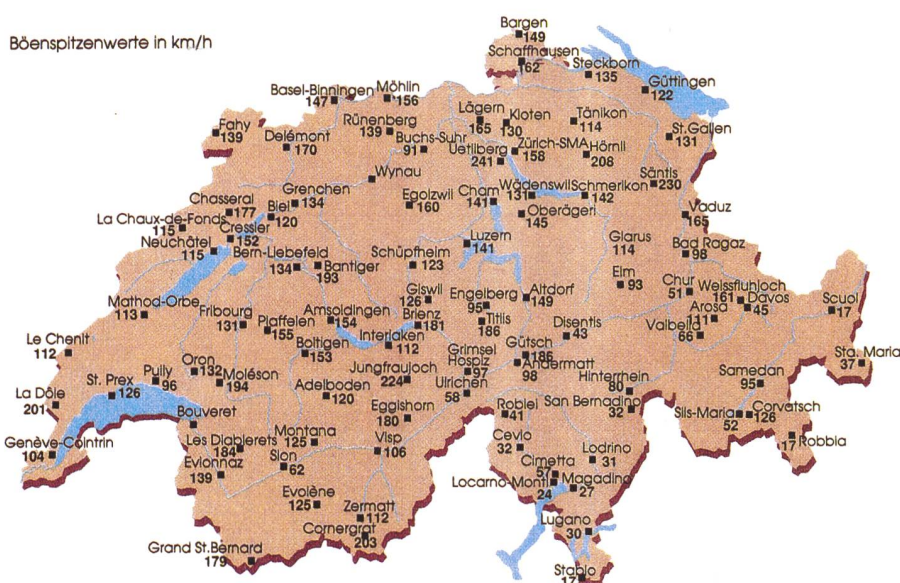 Böenspitzenwerte in km/h
Bargen
149
Schaffhausen
162
Steckborn
135
Güttingen
122
Basel-Binningen
147
Möhlin
156
Lägern
165
Kloten
130
Tänikon
114
St.Gallen
131
Fahy
139
Delémont
170
Rünenberg
139
Buchs-Suhr
91
Uetliberg
241
Zürich-SMA
158
Hörnli
208
Säntis
230
Wynau
Grenchen
134
Egolzwil
160
Cham
141
Wädenswil
131
Schmerikon
142
Chasseral
177
Biel
120
Oberägeri
145
Vaduz
165
La Chaux-de-Fonds
115
Cressier
152
Neuchâtel
115
Bern-Liebefeld
134
Bantiger
193
Schüpfheim
123
Luzern
141
Glarus
114
Bad Ragaz
98
Giswil
126
Engelberg
95
Altdorf
149
Elm
93
Chur
51
Weissfluhjoch
161
Davos
45
Scuol
17
Mathod-Orbe
113
Fribourg
131
Plaffeien
155
Amsoldingen
154
Brienz
181
Titlis
186
Arosa
111
Valbella
66
Disentis
43
Le Chenit
112
Boltigen
153
Interlaken
112
Gütsch
186
Sta. Maria
37
Oron
132
Grimsel
Hospiz
97
Andermatt
98
Pully
96
Moléson
194
Jungfraujoch
224
Ulrichen
58
Hinterrhein
80
Samedan
95
La Dôle
201
St. Prex
126
Adelboden
120
San Bernadino
32
Bouveret
Eggishorn
180
Robiei
41
Sils-Maria
52
Corvatsch
126
Robbia
17
Genève-Cointrin
104
Les Diablerets
184
Montana
125
Visp
106
Cevio
32
Lodrino
31
Evionnaz
139
Sion
62
Cimetta
57
Locarno-Monti
24
Magadino
27
Evolène
125
Zermatt
112
Cornergrat
203
Lugano
30
Grand St.Bernard
179
Stabio
17